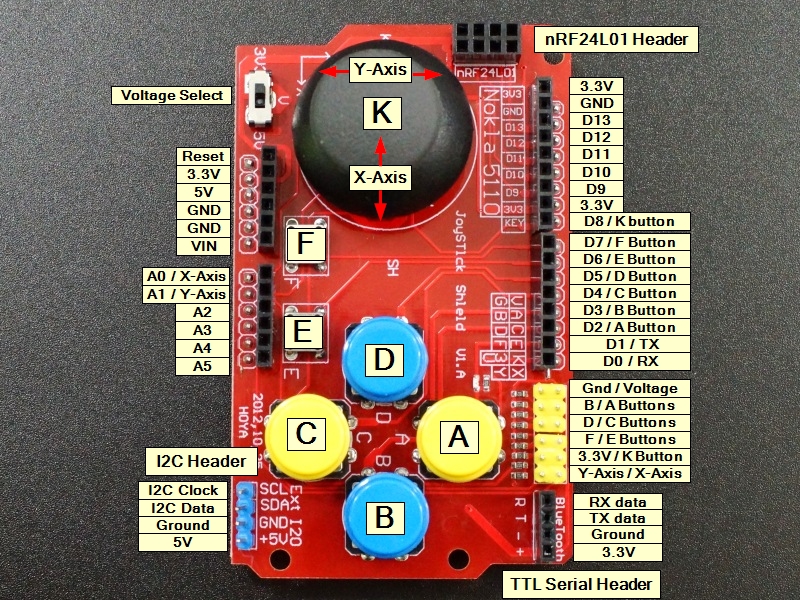 nRF24L01 Header
Voltage Select
Y-Axis
K
X-Axis
nRF24L01
3V3
5V
Nokia 5110
3V3
GND
D13
D12
D11
D10
D9
3V3
KEY
3.3V
GND
D13
D12
D11
D10
D9
3.3V
D8 / K button
Reset
3.3V
5V
GND
GND
VIN
D7 / F Button
D6 / E Button
D5 / D Button
D4 / C Button
D3 / B Button
D2 / A Button
D1 / TX
D0 / RX
A0 / X-Axis
A1 / Y-Axis
A2
A3
A4
A5
F
F
E
E
SH
JoySTick Shield V1.A
VACEKX
GBDF3Y
D
C
A
B
D
C
A
B
Gnd / Voltage
B / A Buttons
D / C Buttons
F / E Buttons
3.3V / K Button
Y-Axis / X-Axis
2012.10
HOYA
I2C Header
I2C Clock
I2C Data
Ground
5V
SCL
SDA
GND
+5V
Ext I2C
R T - +
BlueTooth
RX data
TX data
Ground
3.3V
TTL Serial Header